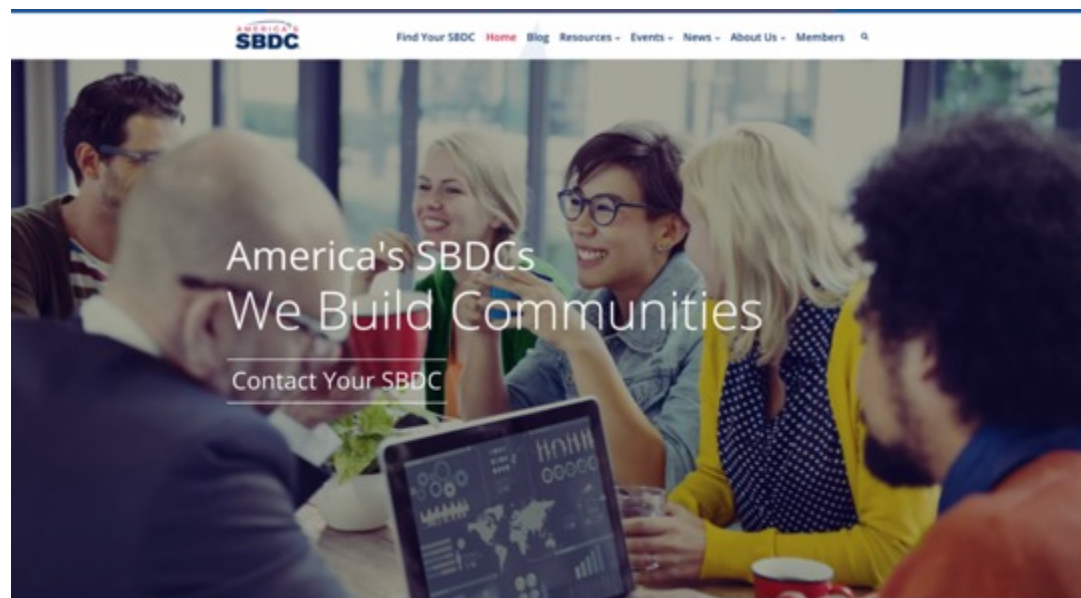 AMERICA'S
SBDC
Find Your SBDC Home Blog Resources Events News About Us Members
America's SBDCs
We Build Communities
Contact Your SBDC